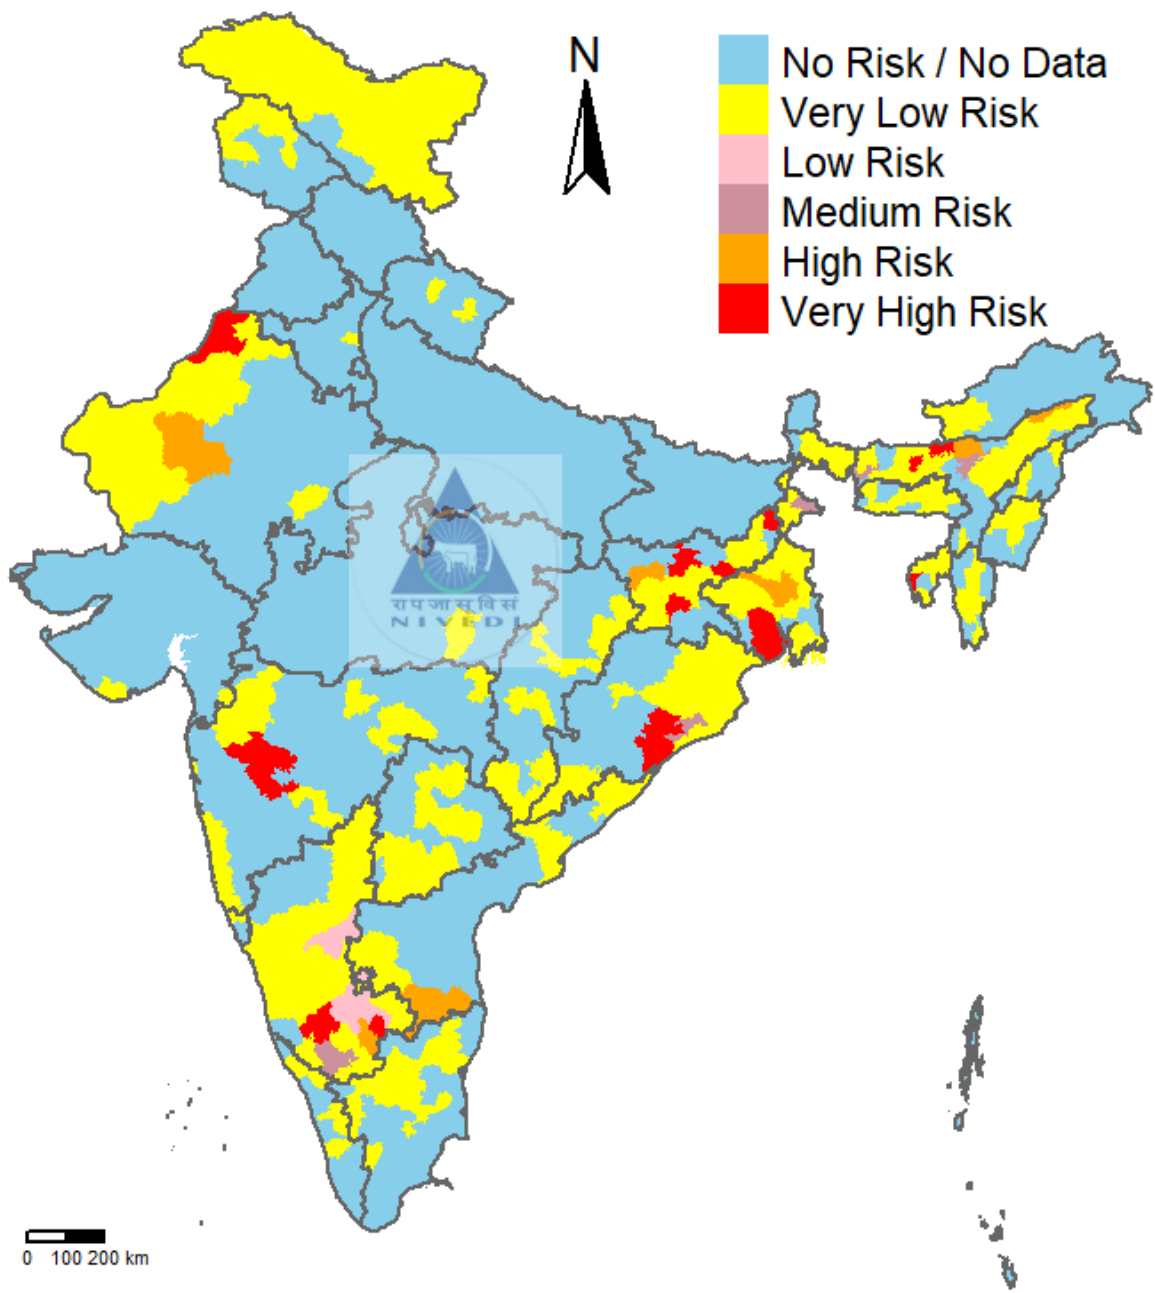 N
No Risk / No Data
Very Low Risk
Low Risk
Medium Risk
High Risk
Very High Risk
रापजासूविसं
NIVEDI
0 100 200 km